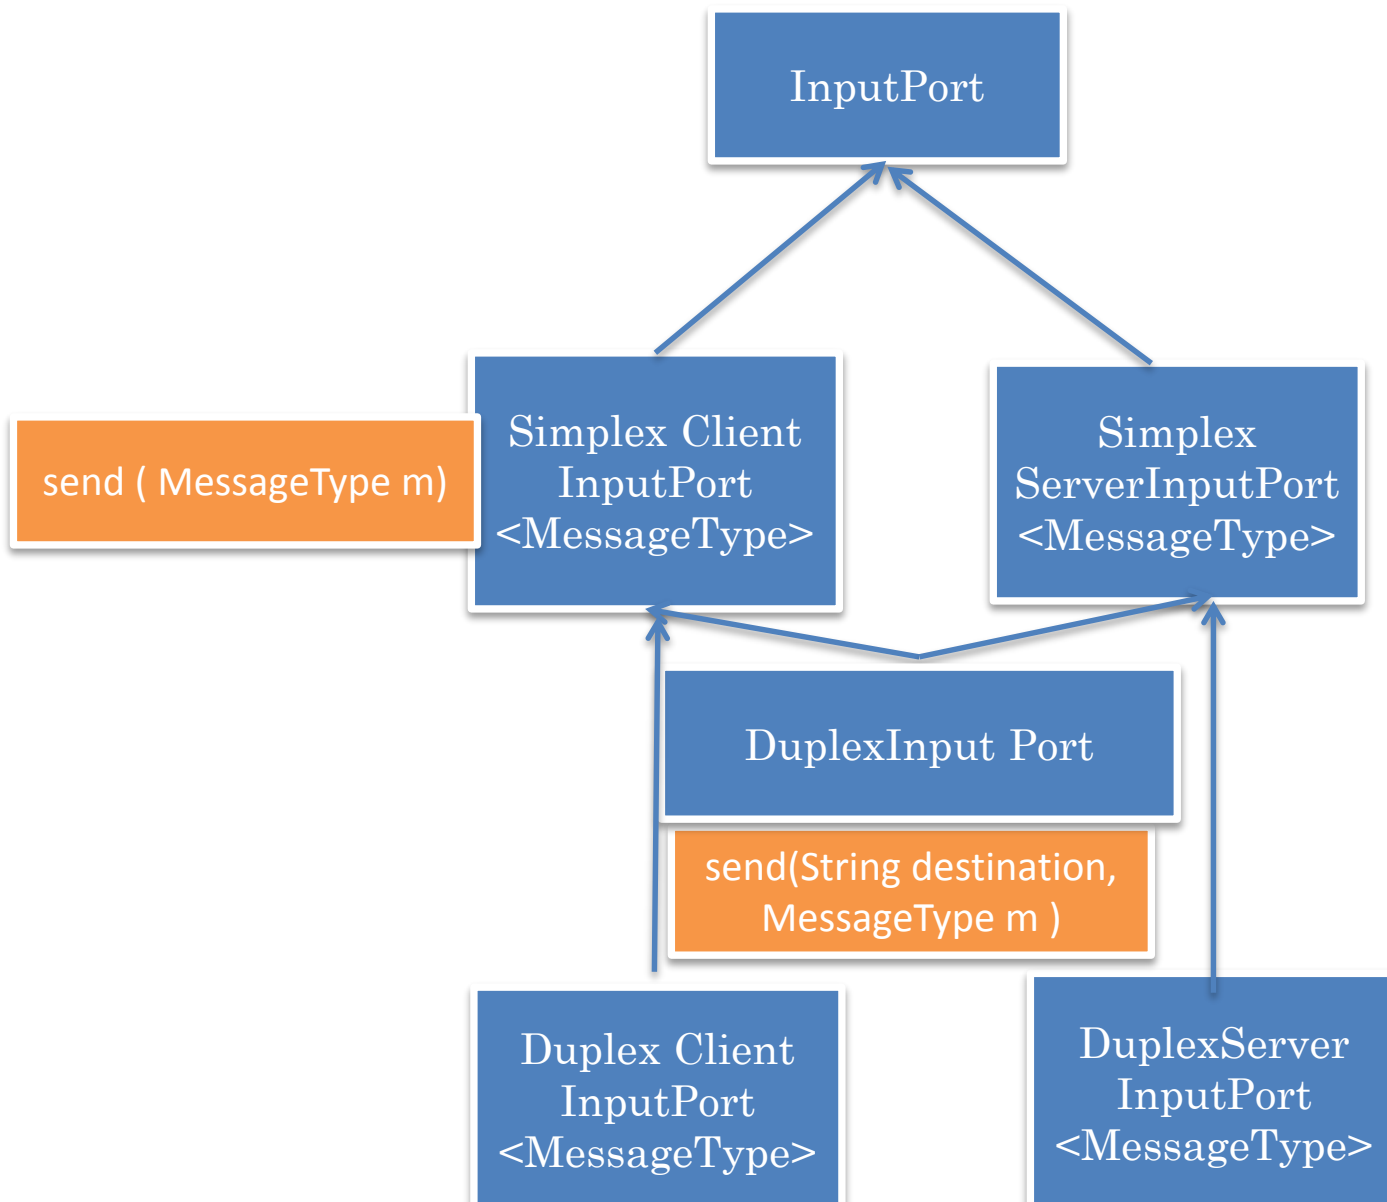 InputPort
send ( MessageType m)
Simplex Client
InputPort
<MessageType>
Simplex
ServerInputPort
<MessageType>
DuplexInput Port
send(String destination,
MessageType m )
Duplex Client
InputPort
<MessageType>
DuplexServer
InputPort
<MessageType>